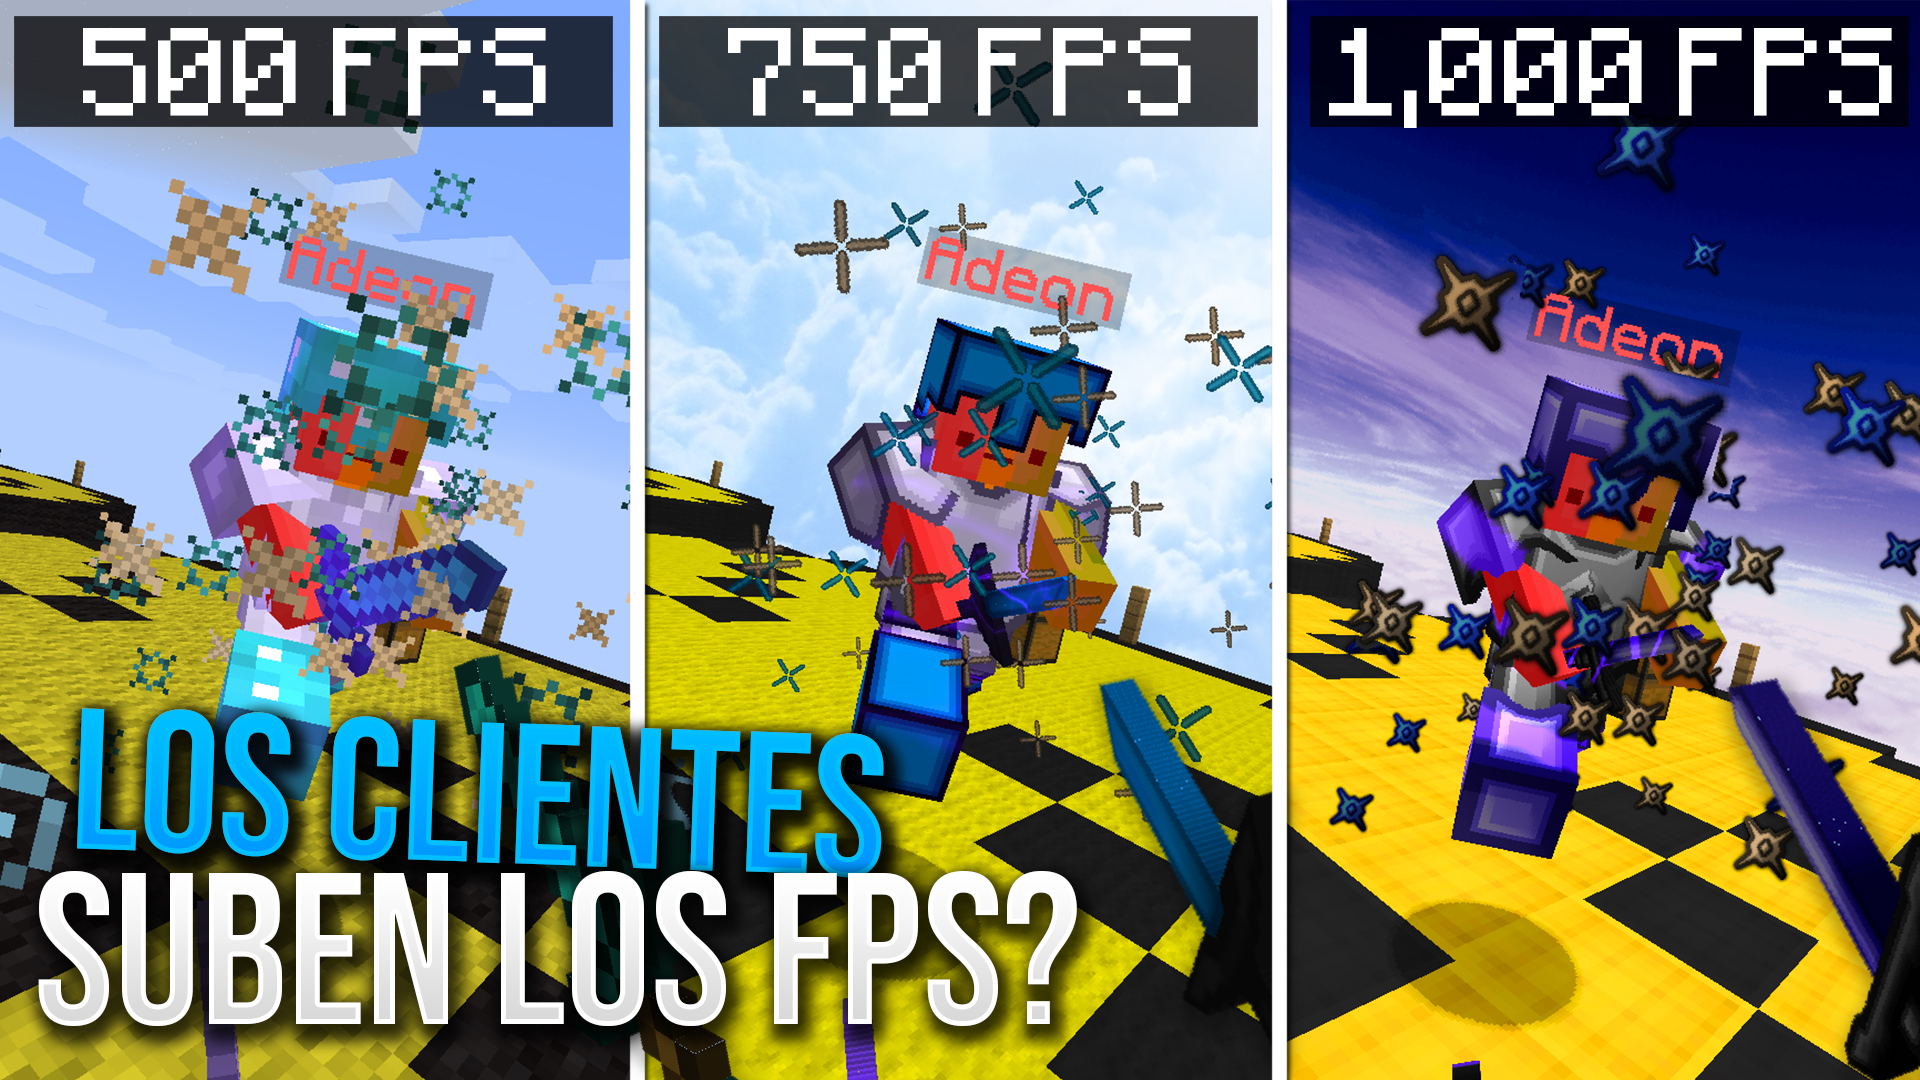 500 FPS
750 FPS
1,000 FPS
Adeon
Adeon
Adeon
LOS CLIENTES
SUBEN LOS FPS?